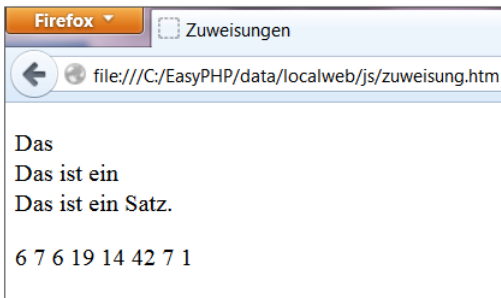 Firefox
Zuweisungen
file:///C:/EasyPHP/data/localweb/js/zuweisung.htm
Das
Das ist ein
Das ist ein Satz.
6 7 6 19 14 42 7 1